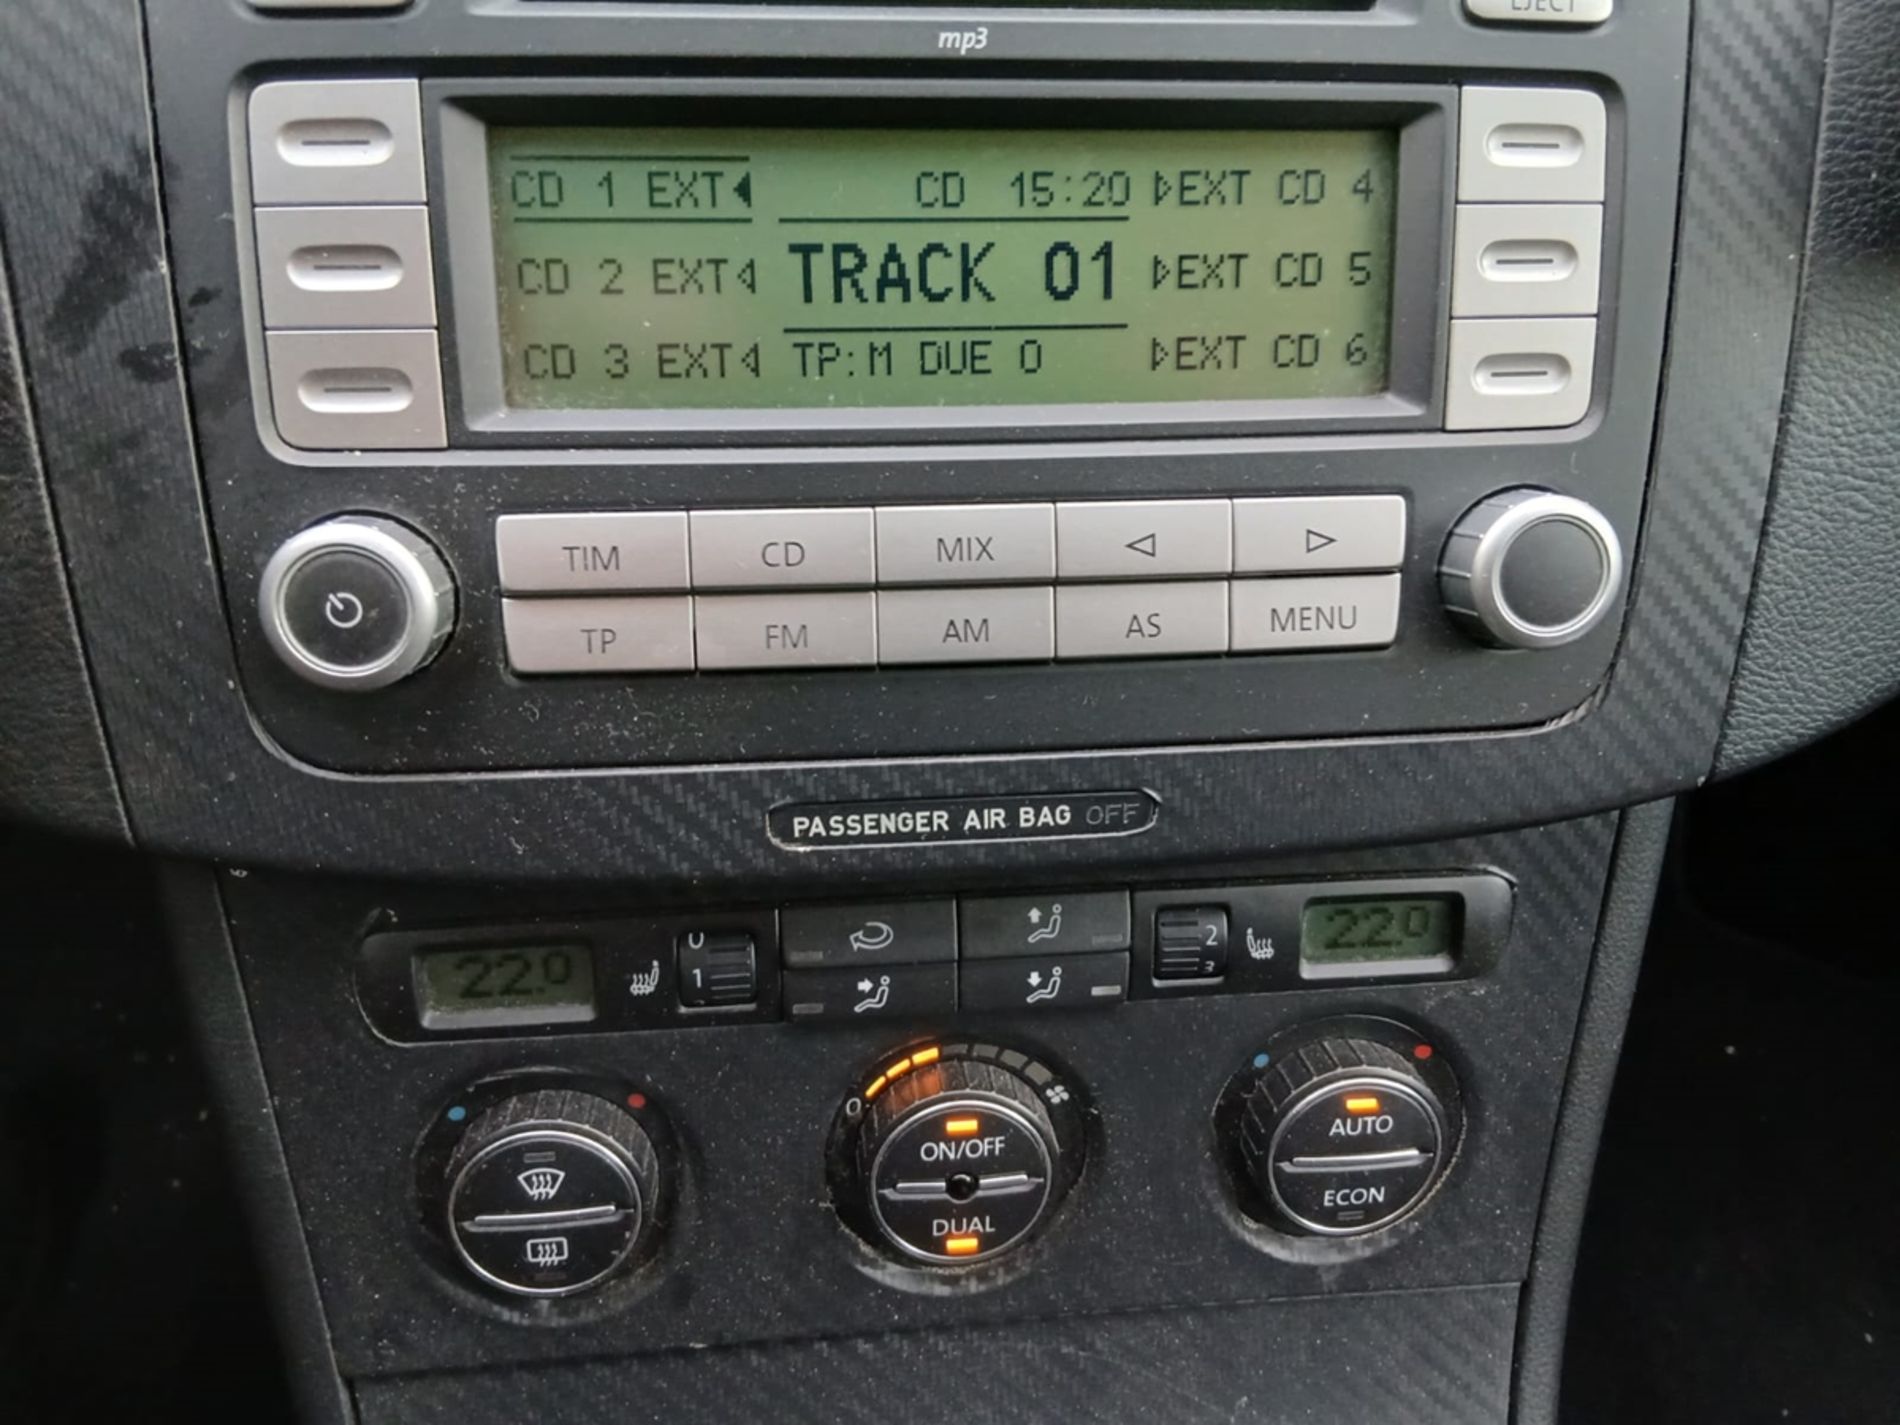 EJECT
mp3
CD 1 EXT CD 15:20 EXT CD 4
CD 2 EXT TRACK 01 EXT CD 5
CD 3 EXT TP:M DUE O EXT CD 6
TIM CD MIX
TP FM AM AS MENU
PASSENGER AIR BAG OFF
22.0 0 1 2 3 22.0
0
ON/OFF
DUAL
AUTO
ECON